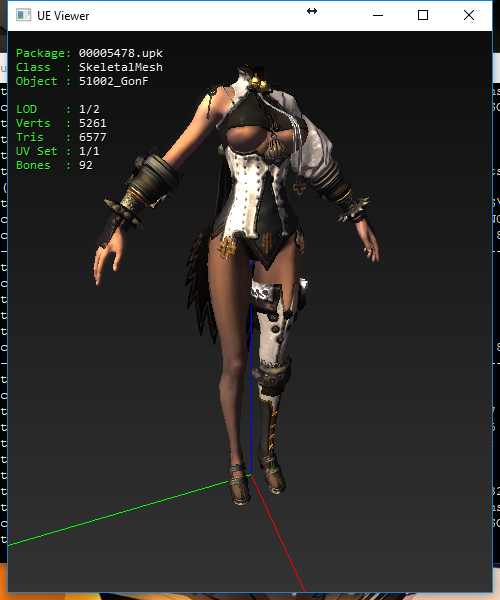 UE Viewer
Package: 00005478.upk
Class : SkeletalMesh
Object : 51002_GonF
LOD : 1/2
Verts : 5261
Tris : 6577
UV Set : 1/1
Bones : 92